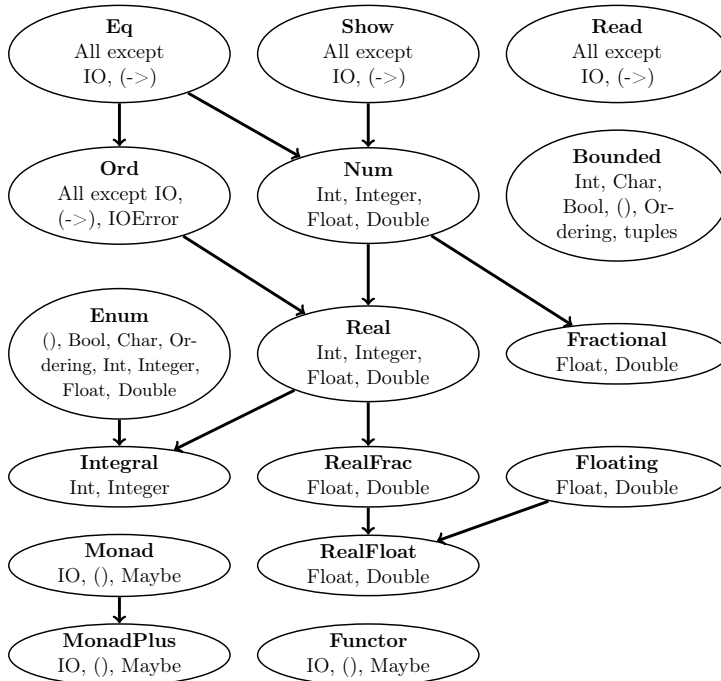 Eq
All except
IO, (->)
Show
All except
IO, (->)
Read
All except
IO, (->)
Ord
All except IO,
(->), IOError
Num
Int, Integer,
Float, Double
Bounded
Int, Char,
Bool, (), Or-
dering, tuples
Enum
(), Bool, Char, Or-
dering, Int, Integer,
Float, Double
Real
Int, Integer,
Float, Double
Fractional
Float, Double
Integral
Int, Integer
RealFrac
Float, Double
Floating
Float, Double
Monad
IO, (), Maybe
RealFloat
Float, Double
MonadPlus
IO, (), Maybe
Functor
IO, (), Maybe